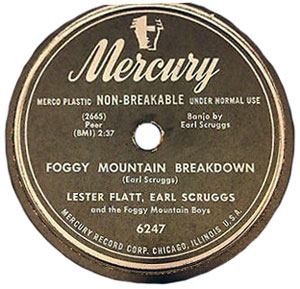 Mercury
MERCO PLASTIC NON-BREAKABLE UNDER NORMAL USE
(2665)
Peer
(BMI) 2:37
Banjo by
Earl Scruggs
FOGGY MOUNTAIN BREAKDOWN
(Earl Scruggs)
LESTER FLATT, EARL SCRUGGS
and the Foggy Mountain Boys
6247
MERCURY RECORD CORP. CHICAGO, ILLINOIS U.S.A.